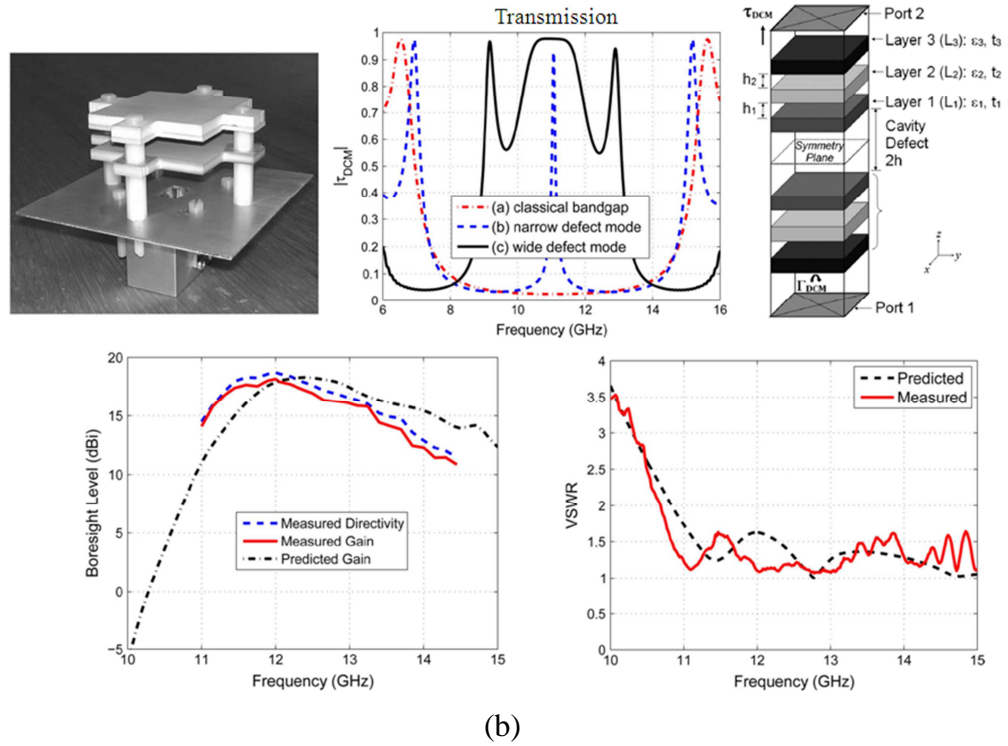 Transmission
|τDCM|
1
0.9
0.8
0.7
0.6
0.5
0.4
0.3
0.2
0.1
0
(a) classical bandgap
(b) narrow defect mode
(c) wide defect mode
6 8 10 12 14 16
Frequency (GHz)
τDCM
Port 2
Layer 3 (L3): ε3, t3
h2
Layer 2 (L2): ε2, t2
h1
Layer 1 (L1): ε1, t1
Cavity
Defect
2h
Symmetry
Plane
z
x y
ΓDCM
Port 1
Boresight Level (dBi)
20
15
10
5
0
−5
Measured Directivity
Measured Gain
Predicted Gain
10 11 12 13 14 15
Frequency (GHz)
VSWR
4
3.5
3
2.5
2
1.5
1
0.5
0
Predicted
Measured
10 11 12 13 14 15
Frequency (GHz)
(b)